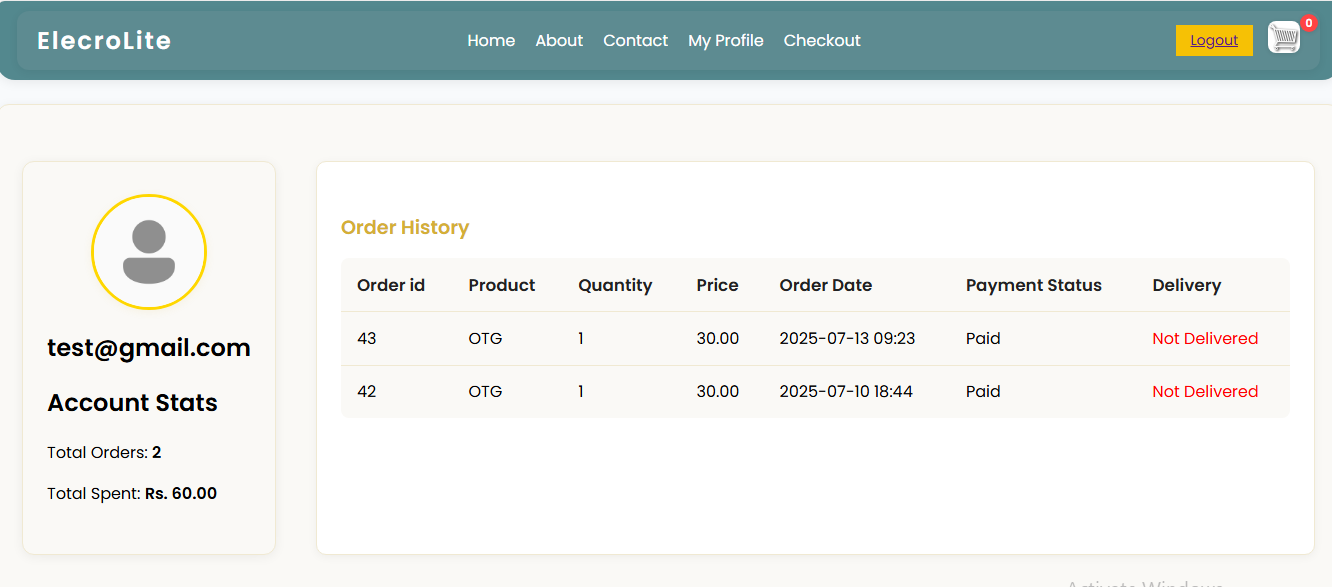 ElecroLite
Home About Contact My Profile Checkout
Logout
0
test@gmail.com
Account Stats
Total Orders: 2
Total Spent: Rs. 60.00
Order History
Order id Product Quantity Price Order Date Payment Status Delivery
43 OTG 1 30.00 2025-07-13 09:23 Paid Not Delivered
42 OTG 1 30.00 2025-07-10 18:44 Paid Not Delivered
Activate Windows